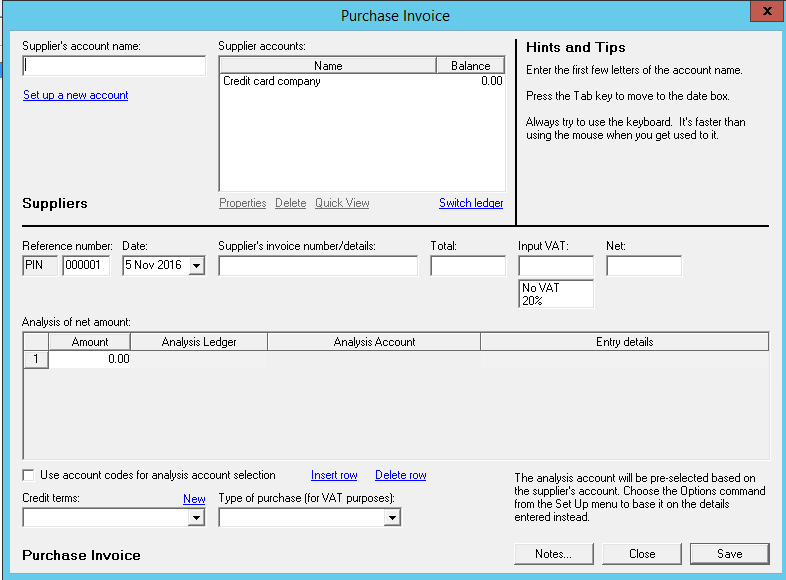 Purchase Invoice
x
Supplier's account name:
Set up a new account
Suppliers
Supplier accounts:
Name Balance
Credit card company 0.00
Properties Delete Quick View Switch ledger
Hints and Tips
Enter the first few letters of the account name.
Press the Tab key to move to the date box.
Always try to use the keyboard. It's faster than
using the mouse when you get used to it.
Reference number: Date: Supplier's invoice number/details: Total: Input VAT: Net:
PIN 000001 5 Nov 2016
No VAT
20%
Analysis of net amount:
Amount Analysis Ledger Analysis Account Entry details
1 0.00
Use account codes for analysis account selection Insert row Delete row
Credit terms: New Type of purchase (for VAT purposes):
The analysis account will be pre-selected based on
the supplier's account. Choose the Options command
from the Set Up menu to base it on the details
entered instead.
Purchase Invoice
Notes... Close Save